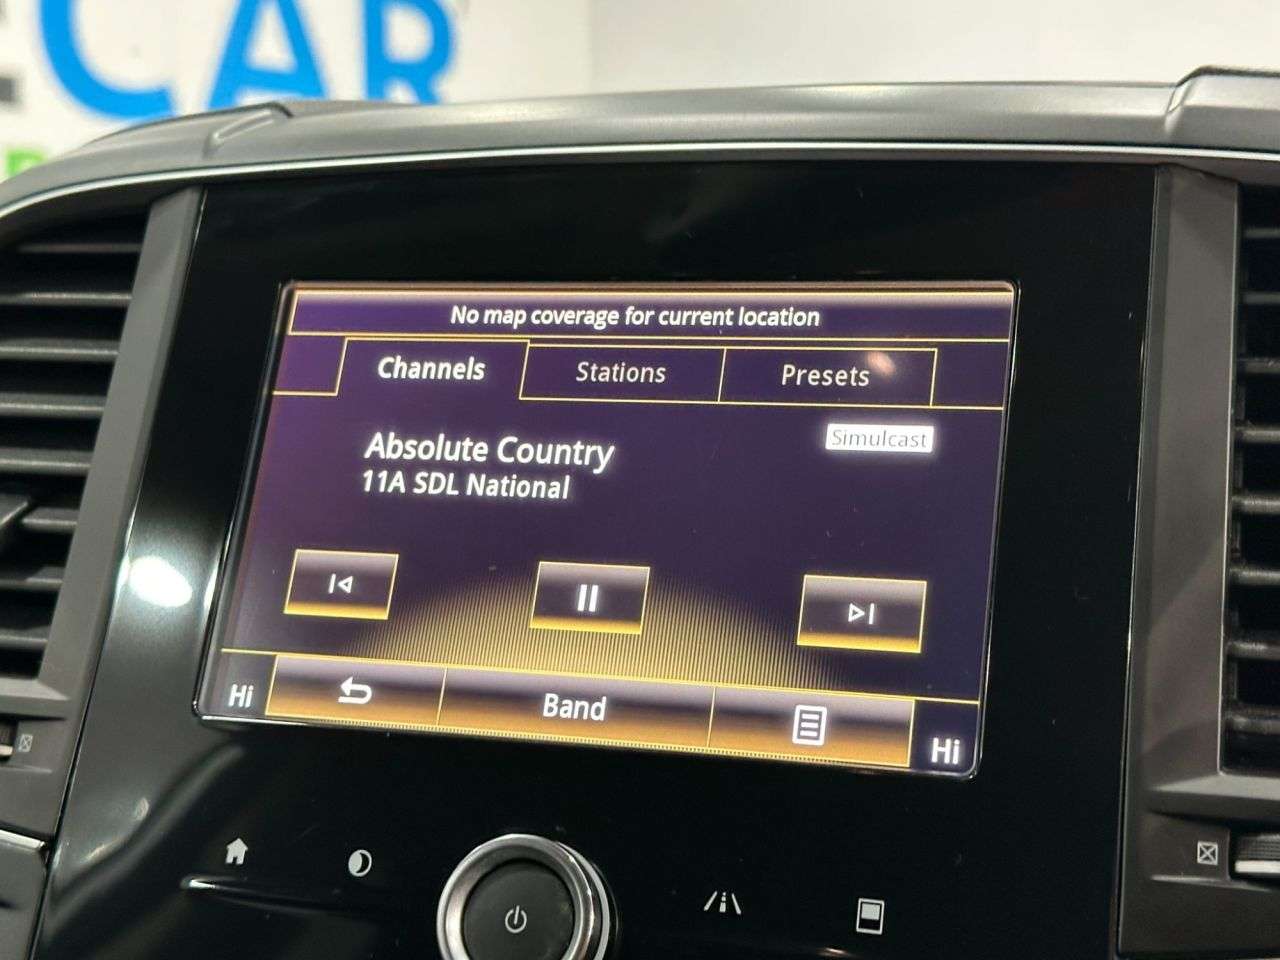 CAR
No map coverage for current location
Channels
Stations
Presets
Simulcast
Absolute Country
11A SDL National
Hi
Band
Hi